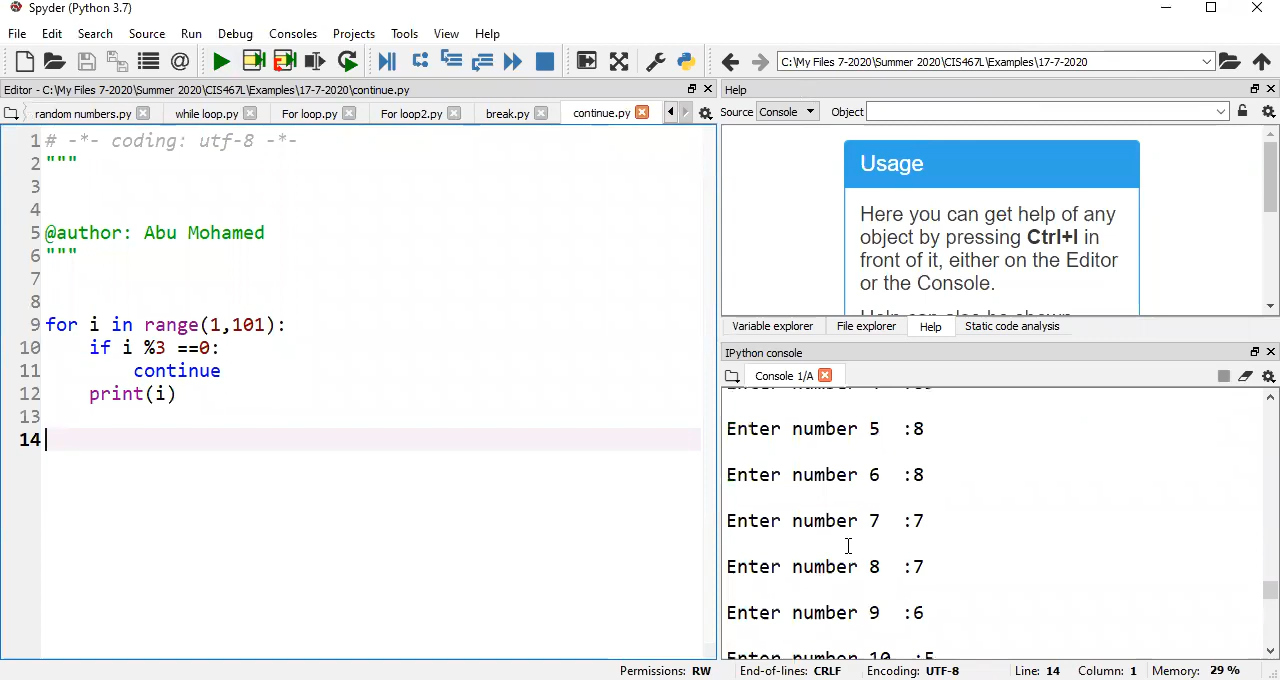 Spyder (Python 3.7)
File Edit Search Source Run Debug Consoles Projects Tools View Help
C:\My Files 7-2020\Summer 2020\CIS467L\Examples\17-7-2020
Editor - C:\My Files 7-2020\Summer 2020\CIS467L\Examples\17-7-2020\continue.py
random numbers.py while loop.py For loop.py For loop2.py break.py continue.py
1 # -*- coding: utf-8 -*-
2 """
3
4
5 @author: Abu Mohamed
6 """
7
8
9 for i in range(1,101):
10 if i %3 ==0:
11 continue
12 print(i)
13
14
Help
Source Console Object
Usage
Here you can get help of any
object by pressing Ctrl+I in
front of it, either on the Editor
or the Console.
Variable explorer File explorer Help Static code analysis
IPython console
Console 1/A
Enter number 5 :8
Enter number 6 :8
Enter number 7 :7
Enter number 8 :7
Enter number 9 :6
Enter number 10 :5
Permissions: RW End-of-lines: CRLF Encoding: UTF-8 Line: 14 Column: 1 Memory: 29 %